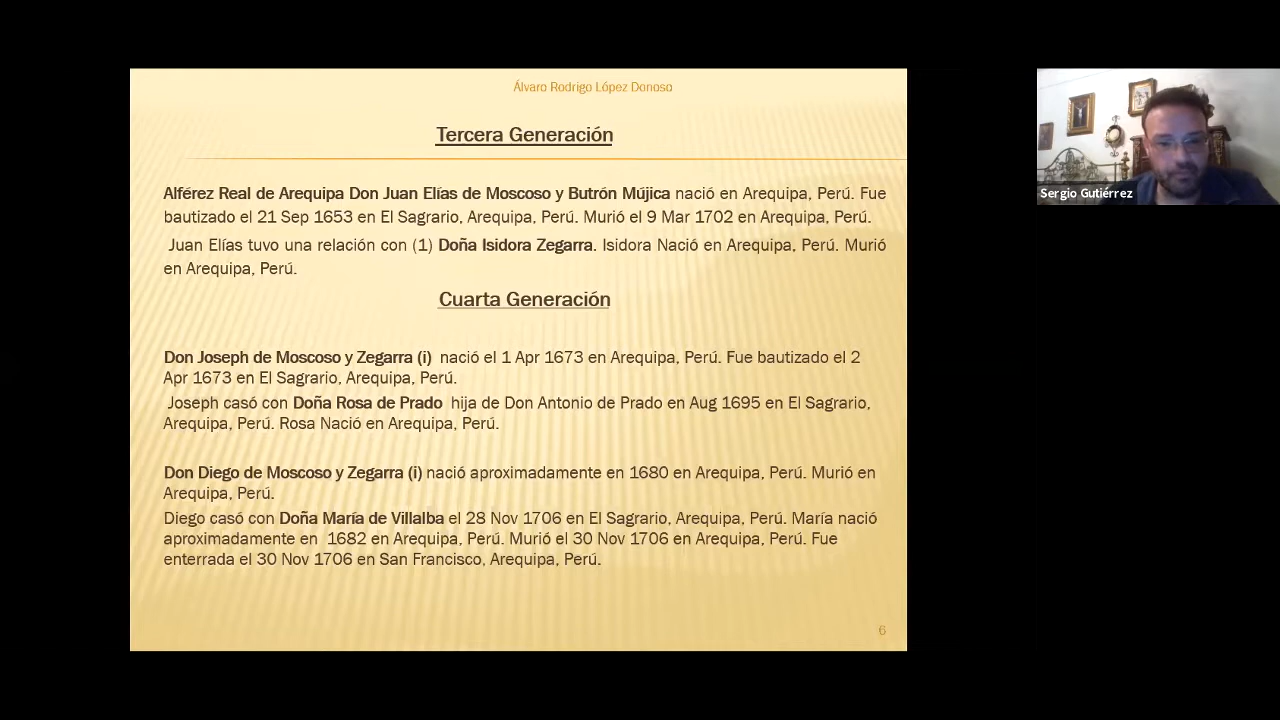 Álvaro Rodrigo López Donoso
Tercera Generación
Alférez Real de Arequipa Don Juan Elías de Moscoso y Butrón Mújica nació en Arequipa, Perú. Fue
bautizado el 21 Sep 1653 en El Sagrario, Arequipa, Perú. Murió el 9 Mar 1702 en Arequipa, Perú.
Juan Elías tuvo una relación con (1) Doña Isidora Zegarra. Isidora Nació en Arequipa, Perú. Murió
en Arequipa, Perú.
Cuarta Generación
Don Joseph de Moscoso y Zegarra (i) nació el 1 Apr 1673 en Arequipa, Perú. Fue bautizado el 2
Apr 1673 en El Sagrario, Arequipa, Perú.
Joseph casó con Doña Rosa de Prado hija de Don Antonio de Prado en Aug 1695 en El Sagrario,
Arequipa, Perú. Rosa Nació en Arequipa, Perú.
Don Diego de Moscoso y Zegarra (i) nació aproximadamente en 1680 en Arequipa, Perú. Murió en
Arequipa, Perú.
Diego casó con Doña María de Villalba el 28 Nov 1706 en El Sagrario, Arequipa, Perú. María nació
aproximadamente en 1682 en Arequipa, Perú. Murió el 30 Nov 1706 en Arequipa, Perú. Fue
enterrada el 30 Nov 1706 en San Francisco, Arequipa, Perú.
6
Sergio Gutiérrez